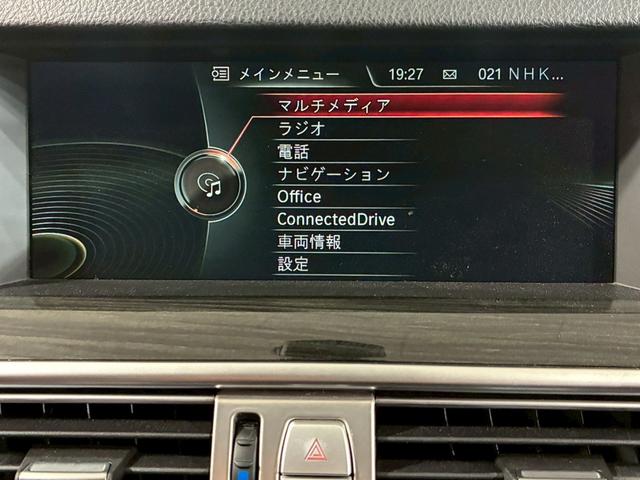 メインメニュー 19:27 021 NHK...
マルチメディア
ラジオ
電話
ナビゲーション
Office
ConnectedDrive
車両情報
設定